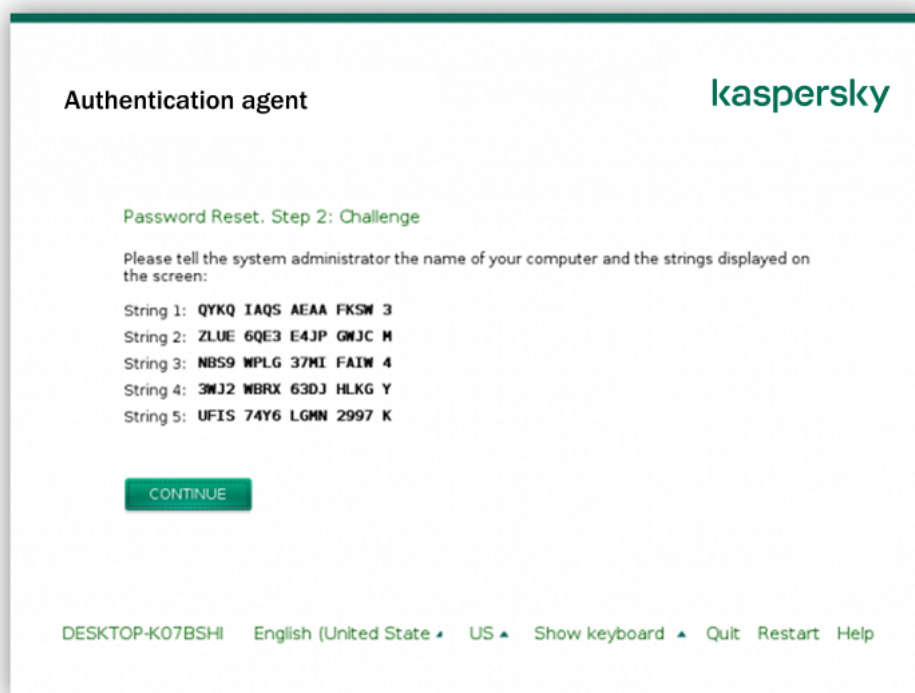 Authentication agent
kaspersky
Password Reset. Step 2: Challenge
Please tell the system administrator the name of your computer and the strings displayed on
the screen:
String 1: QYKQ IAQS AEAA FKSW 3
String 2: ZLUE 6QE3 E4JP GWJC M
String 3: NBS9 WPLG 37MI FAIW 4
String 4: 3WJ2 WBRX 63DJ HLKG Y
String 5: UFIS 74Y6 LGMN 2997 K
CONTINUE
DESKTOP-K07BSHI English (United State US Show keyboard Quit Restart Help